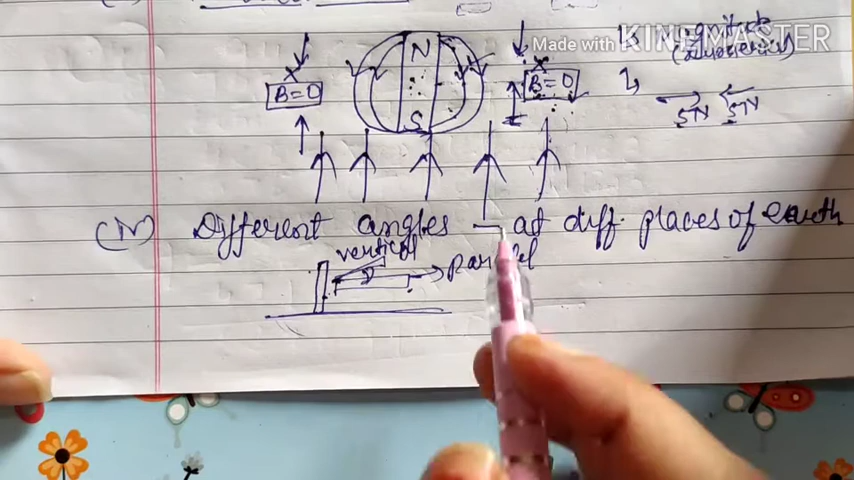 Made with KINEMASTER
N
B=0
B=0
S
S N S N
(IV) Different angles — at diff. places of earth
vertical
Parallel